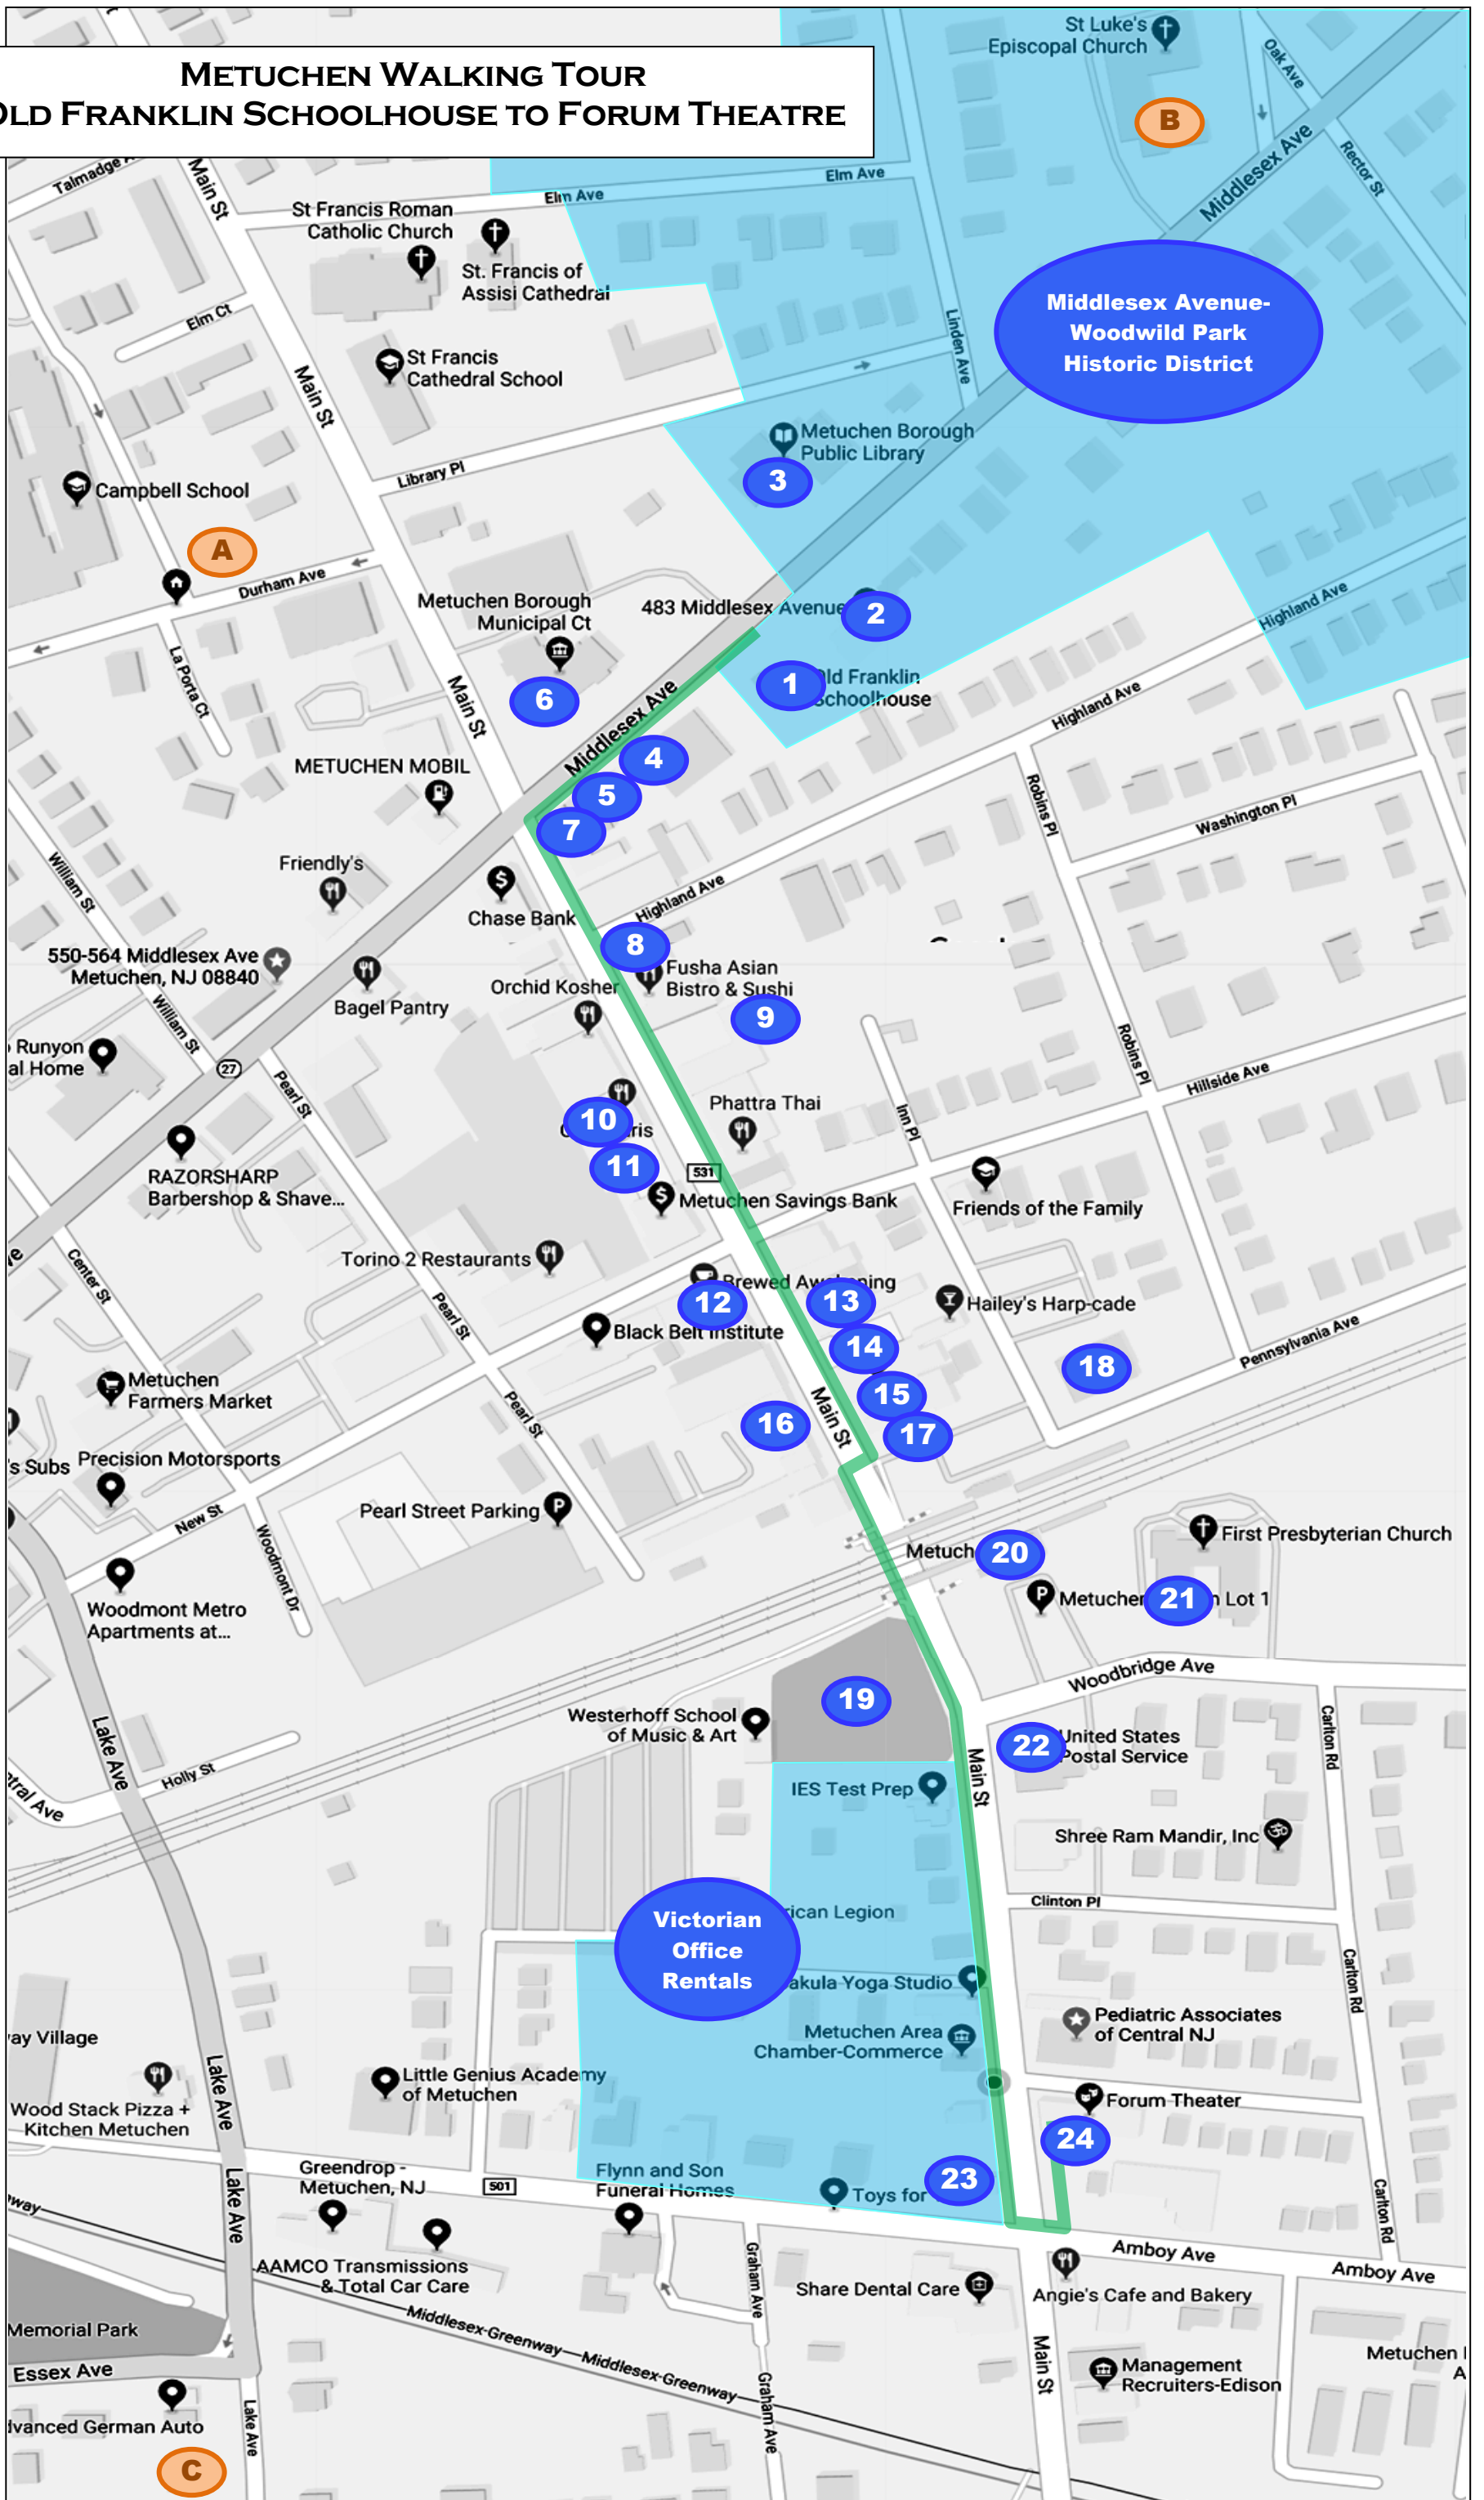 METUCHEN WALKING TOUR
OLD FRANKLIN SCHOOLHOUSE TO FORUM THEATRE
St Luke's
Episcopal Church
B
Oak Ave
Middlesex Ave
Rector St
Talmadge
Main St
Elm Ave
Elm Ave
St Francis Roman
Catholic Church
St. Francis of
Assisi Cathedral
Elm Ct
Linden Ave
Middlesex Avenue-
Woodwild Park
Historic District
St Francis
Cathedral School
Main St
Metuchen Borough
Public Library
3
Library Pl
Campbell School
A
Durham Ave
Metuchen Borough
Municipal Ct
483 Middlesex Avenue
2
Highland Ave
La Porta Ct
Main St
6
Middlesex Ave
1
Old Franklin
Schoolhouse
Highland Ave
4
METUCHEN MOBIL
5
7
Robins Pl
Washington Pl
William St
Friendly's
Chase Bank
Highland Ave
8
550-564 Middlesex Ave
Metuchen, NJ 08840
Bagel Pantry
Orchid Kosher
Fusha Asian
Bistro & Sushi
9
William St
Runyon
al Home
27
Pearl St
Robins Pl
Hillside Ave
10
ris
Phattra Thai
Inn Pl
RAZORSHARP
Barbershop & Shave...
11
531
Metuchen Savings Bank
Friends of the Family
Torino 2 Restaurants
Center St
Brewed Awakening
12
13
Hailey's Harp-cade
Pearl St
Black Belt Institute
14
18
Pennsylvania Ave
Metuchen
Farmers Market
15
Pearl St
16
Main St
17
's Subs
Precision Motorsports
Pearl Street Parking
New St
Woodmont Dr
First Presbyterian Church
Metuch
20
Woodmont Metro
Apartments at...
Metuchen
21
n Lot 1
Woodbridge Ave
19
Westerhoff School
of Music & Art
22
United States
Postal Service
Lake Ave
Carlton Rd
Holly St
tral Ave
IES Test Prep
Main St
Shree Ram Mandir, Inc
Clinton Pl
Victorian
Office
Rentals
rican Legion
akula Yoga Studio
Carlton Rd
Metuchen Area
Chamber-Commerce
Pediatric Associates
of Central NJ
ay Village
Lake Ave
Little Genius Academy
of Metuchen
Wood Stack Pizza +
Kitchen Metuchen
Forum Theater
24
Greendrop -
Metuchen, NJ
501
Flynn and Son
Funeral Homes
Toys for
23
Carlton Rd
way
Lake Ave
AAMCO Transmissions
& Total Car Care
Graham Ave
Amboy Ave
Amboy Ave
Share Dental Care
Angie's Cafe and Bakery
Memorial Park
Middlesex Greenway
Middlesex Greenway
Essex Ave
Main St
Management
Recruiters-Edison
Metuchen
A
Lake Ave
Graham Ave
dvanced German Auto
C